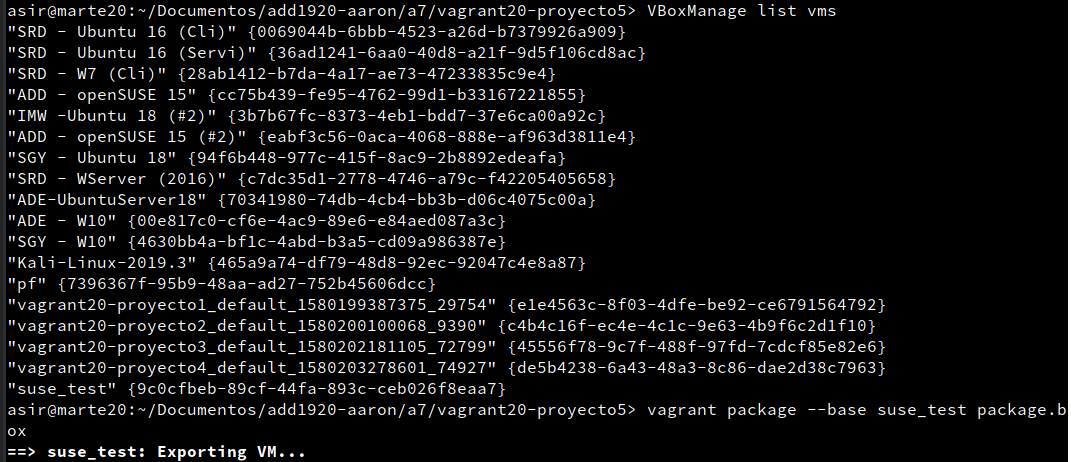 asir@marte20:~/Documentos/add1920-aaron/a7/vagrant20-proyecto5> VBoxManage list vms
"SRD - Ubuntu 16 (Cli)" {0069044b-6bbb-4523-a26d-b7379926a909}
"SRD - Ubuntu 16 (Servi)" {36ad1241-6aa0-40d8-a21f-9d5f106cd8ac}
"SRD - W7 (Cli)" {28ab1412-b7da-4a17-ae73-47233835c9e4}
"ADD - openSUSE 15" {cc75b439-fe95-4762-99d1-b33167221855}
"IMW -Ubuntu 18 (#2)" {3b7b67fc-8373-4eb1-bdd7-37e6ca00a92c}
"ADD - openSUSE 15 (#2)" {eabf3c56-0aca-4068-888e-af963d3811e4}
"SGY - Ubuntu 18" {94f6b448-977c-415f-8ac9-2b8892edeafa}
"SRD - WServer (2016)" {c7dc35d1-2778-4746-a79c-f42205405658}
"ADE-UbuntuServer18" {70341980-74db-4cb4-bb3b-d06c4075c00a}
"ADE - W10" {00e817c0-cf6e-4ac9-89e6-e84aed087a3c}
"SGY - W10" {4630bb4a-bf1c-4abd-b3a5-cd09a986387e}
"Kali-Linux-2019.3" {465a9a74-df79-48d8-92ec-92047c4e8a87}
"pf" {7396367f-95b9-48aa-ad27-752b45606dcc}
"vagrant20-proyecto1_default_1580199387375_29754" {e1e4563c-8f03-4dfe-be92-ce6791564792}
"vagrant20-proyecto2_default_1580200100068_9390" {c4b4c16f-ec4e-4c1c-9e63-4b9f6c2d1f10}
"vagrant20-proyecto3_default_1580202181105_72799" {45556f78-9c7f-488f-97fd-7cdcf85e82e6}
"vagrant20-proyecto4_default_1580203278601_74927" {de5b4238-6a43-48a3-8c86-dae2d38c7963}
"suse_test" {9c0cfbeb-89cf-44fa-893c-ceb026f8eaa7}
asir@marte20:~/Documentos/add1920-aaron/a7/vagrant20-proyecto5> vagrant package --base suse_test package.b
ox
==> suse_test: Exporting VM...